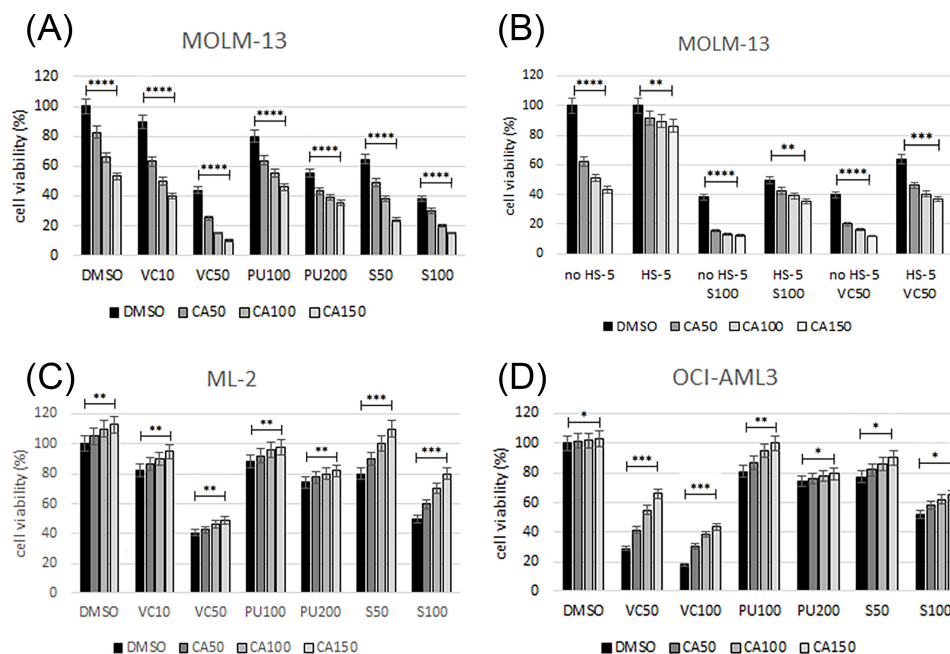 (A)
MOLM-13
cell viability (%)
120
100
80
60
40
20
0
**** **** **** **** **** **** ****
DMSO VC10 VC50 PU100 PU200 S50 S100
DMSO CA50 CA100 CA150
(B)
MOLM-13
cell viability (%)
120
100
80
60
40
20
0
**** ** **** ** **** ***
no HS-5 HS-5 no HS-5 HS-5 no HS-5 HS-5
S100 S100 VC50 VC50
DMSO CA50 CA100 CA150
(C)
ML-2
cell viability (%)
120
100
80
60
40
20
0
** ** ** ** ** *** ***
DMSO VC10 VC50 PU100 PU200 S50 S100
DMSO CA50 CA100 CA150
(D)
OCI-AML3
cell viability (%)
120
100
80
60
40
20
0
* *** *** ** * * *
DMSO VC50 VC100 PU100 PU200 S50 S100
DMSO CA50 CA100 CA150